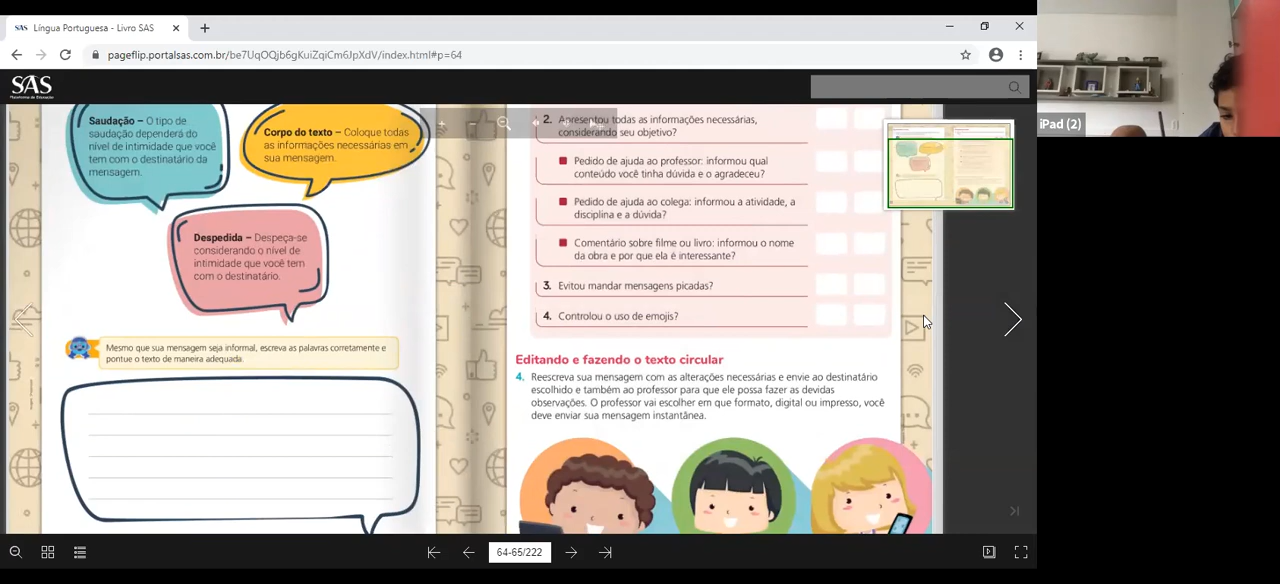 SAS Língua Portuguesa - Livro SAS
pageflip.portalsas.com.br/be7UqOQjb6gKuiZqiCm6JpXdV/index.html#p=64
SAS
Plataforma de Educação
iPad (2)
Saudação – O tipo de
saudação dependerá do
nível de intimidade que você
tem com o destinatário da
mensagem.
Corpo do texto – Coloque todas
as informações necessárias em
sua mensagem.
Despedida – Despeça-se
considerando o nível de
intimidade que você tem
com o destinatário.
Mesmo que sua mensagem seja informal, escreva as palavras corretamente e
pontue o texto de maneira adequada.
2. Apresentou todas as informações necessárias,
considerando seu objetivo?
Pedido de ajuda ao professor: informou qual
conteúdo você tinha dúvida e o agradeceu?
Pedido de ajuda ao colega: informou a atividade, a
disciplina e a dúvida?
Comentário sobre filme ou livro: informou o nome
da obra e por que ela é interessante?
3. Evitou mandar mensagens picadas?
4. Controlou o uso de emojis?
Editando e fazendo o texto circular
4. Reescreva sua mensagem com as alterações necessárias e envie ao destinatário
escolhido e também ao professor para que ele possa fazer as devidas
observações. O professor vai escolher em que formato, digital ou impresso, você
deve enviar sua mensagem instantânea.
64-65/222